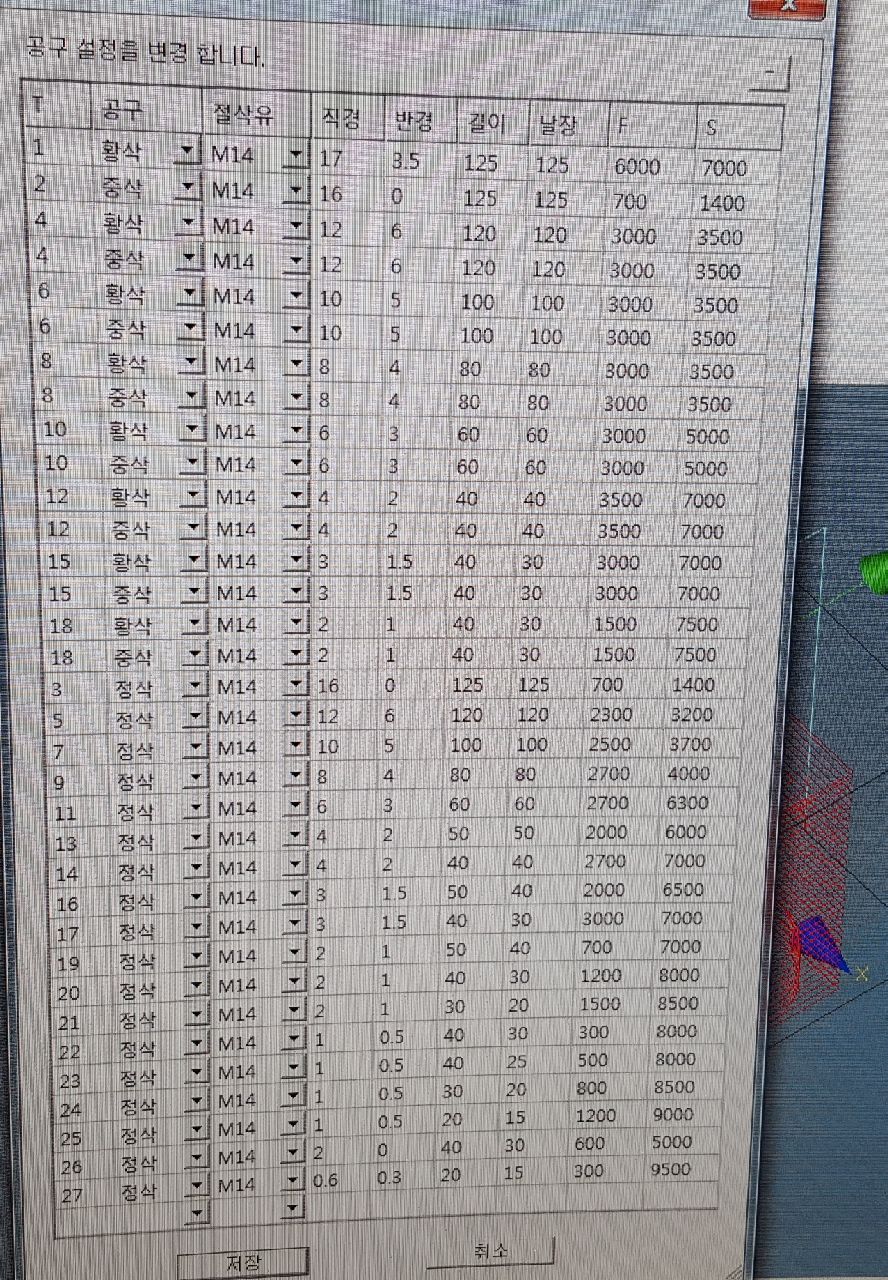 x
공구 설정을 변경 합니다.
-
T 공구 절삭유 직경 반경 길이 날장 F S
1 황삭 M14 17 3.5 125 125 6000 7000
2 중삭 M14 16 0 125 125 700 1400
4 황삭 M14 12 6 120 120 3000 3500
4 중삭 M14 12 6 120 120 3000 3500
6 황삭 M14 10 5 100 100 3000 3500
6 중삭 M14 10 5 100 100 3000 3500
8 황삭 M14 8 4 80 80 3000 3500
8 중삭 M14 8 4 80 80 3000 3500
10 황삭 M14 6 3 60 60 3000 5000
10 중삭 M14 6 3 60 60 3000 5000
12 황삭 M14 4 2 40 40 3500 7000
12 중삭 M14 4 2 40 40 3500 7000
15 황삭 M14 3 1.5 40 30 3000 7000
15 중삭 M14 3 1.5 40 30 3000 7000
18 황삭 M14 2 1 40 30 1500 7500
18 중삭 M14 2 1 40 30 1500 7500
3 정삭 M14 16 0 125 125 700 1400
5 정삭 M14 12 6 120 120 2300 3200
7 정삭 M14 10 5 100 100 2500 3700
9 정삭 M14 8 4 80 80 2700 4000
11 정삭 M14 6 3 60 60 2700 6300
13 정삭 M14 4 2 50 50 2000 6000
14 정삭 M14 4 2 40 40 2700 7000
16 정삭 M14 3 1.5 50 40 2000 6500
17 정삭 M14 3 1.5 40 30 3000 7000
19 정삭 M14 2 1 50 40 700 7000
20 정삭 M14 2 1 40 30 1200 8000
21 정삭 M14 2 1 30 20 1500 8500
22 정삭 M14 1 0.5 40 30 300 8000
23 정삭 M14 1 0.5 40 25 500 8000
24 정삭 M14 1 0.5 30 20 800 8500
25 정삭 M14 1 0.5 20 15 1200 9000
26 정삭 M14 2 0 40 30 600 5000
27 정삭 M14 0.6 0.3 20 15 300 9500
저장 취소
X